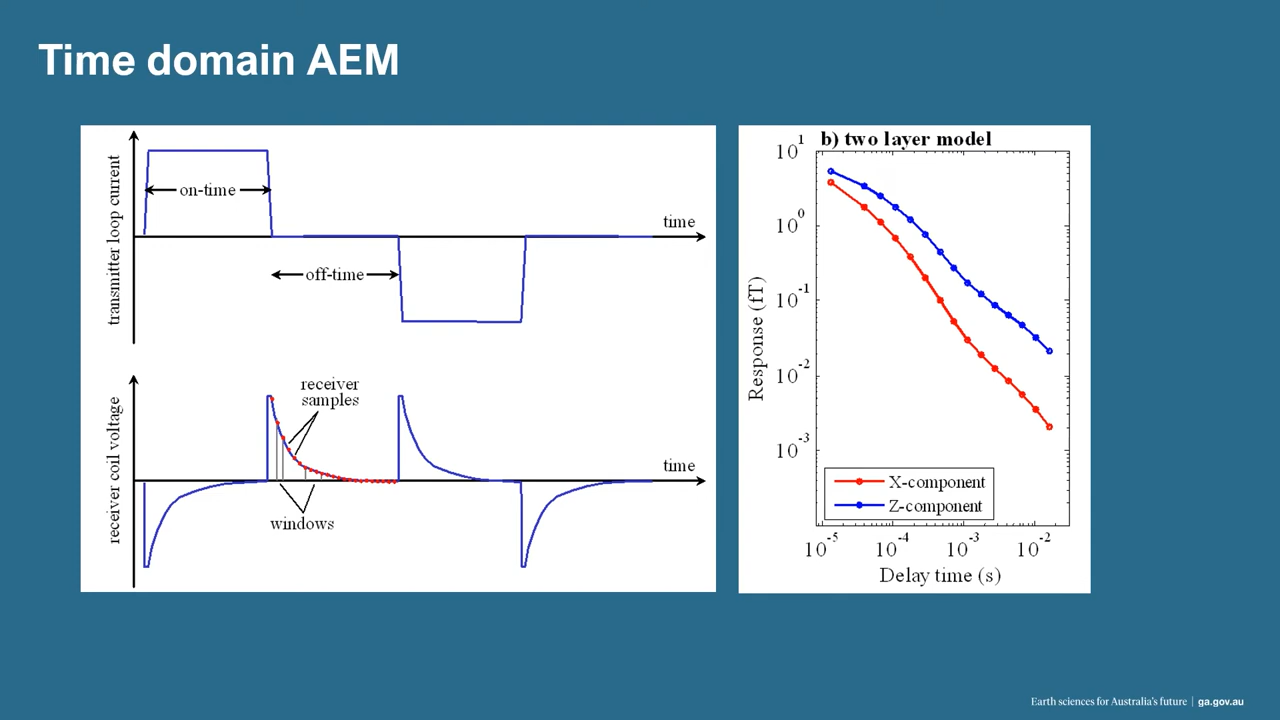 Time domain AEM
transmitter loop current
on-time
time
off-time
receiver coil voltage
receiver
samples
time
windows
b) two layer model
Response (fT)
10¹
10⁰
10⁻¹
10⁻²
10⁻³
X-component
Z-component
10⁻⁵ 10⁻⁴ 10⁻³ 10⁻²
Delay time (s)
Earth sciences for Australia's future | ga.gov.au